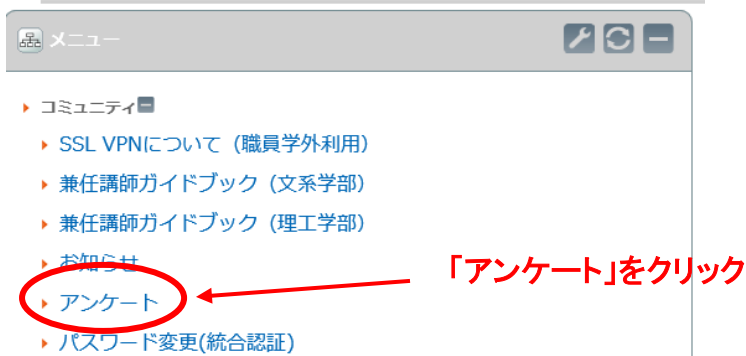 メニュー
コミュニティ
SSL VPNについて（職員学外利用）
兼任講師ガイドブック（文系学部）
兼任講師ガイドブック（理工学部）
お知らせ
「アンケート」をクリック
アンケート
パスワード変更(統合認証)